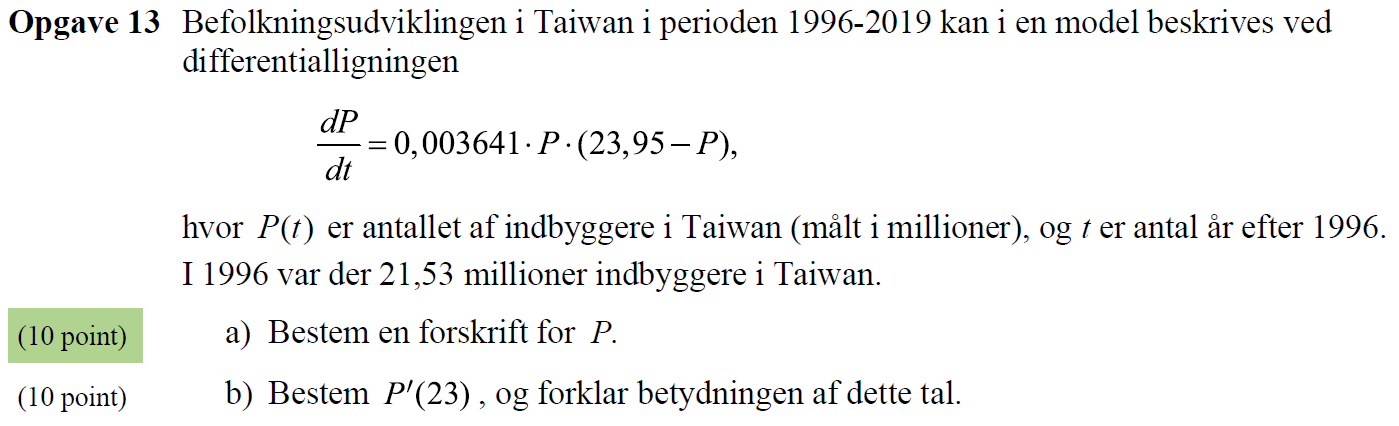 Opgave 13 Befolkningsudviklingen i Taiwan i perioden 1996-2019 kan i en model beskrives ved
differentialligningen
dP/dt = 0,003641 · P · (23,95 − P),
hvor P(t) er antallet af indbyggere i Taiwan (målt i millioner), og t er antal år efter 1996.
I 1996 var der 21,53 millioner indbyggere i Taiwan.
(10 point) a) Bestem en forskrift for P.
(10 point) b) Bestem P′(23), og forklar betydningen af dette tal.